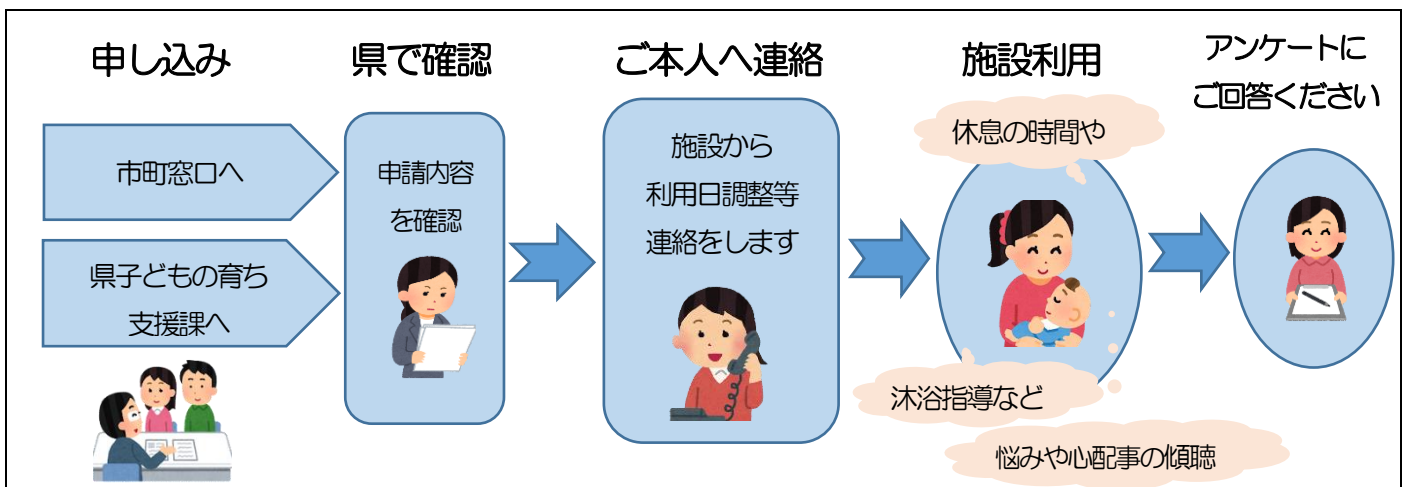 申し込み
県で確認
ご本人へ連絡
施設利用
アンケートに
ご回答ください
市町窓口へ
県子どもの育ち
支援課へ
申請内容
を確認
施設から
利用日調整等
連絡をします
休息の時間や
沐浴指導など
悩みや心配事の傾聴